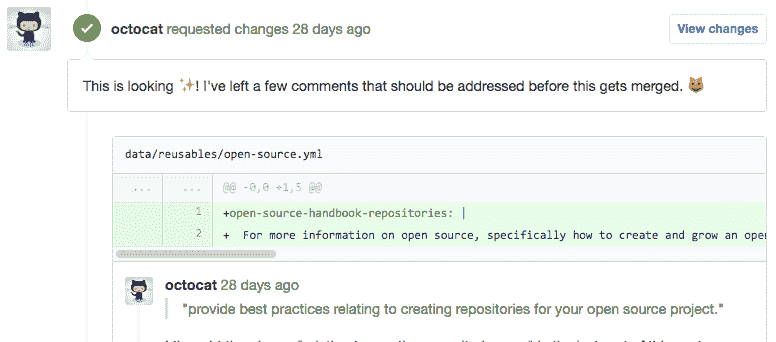 octocat requested changes 28 days ago
View changes
This is looking ✨! I've left a few comments that should be addressed before this gets merged. 😸
data/reusables/open-source.yml
... ... @@ -0,0 +1,5 @@
1 +open-source-handbook-repositories: |
2 + For more information on open source, specifically how to create and grow an ope
octocat 28 days ago
"provide best practices relating to creating repositories for your open source project."